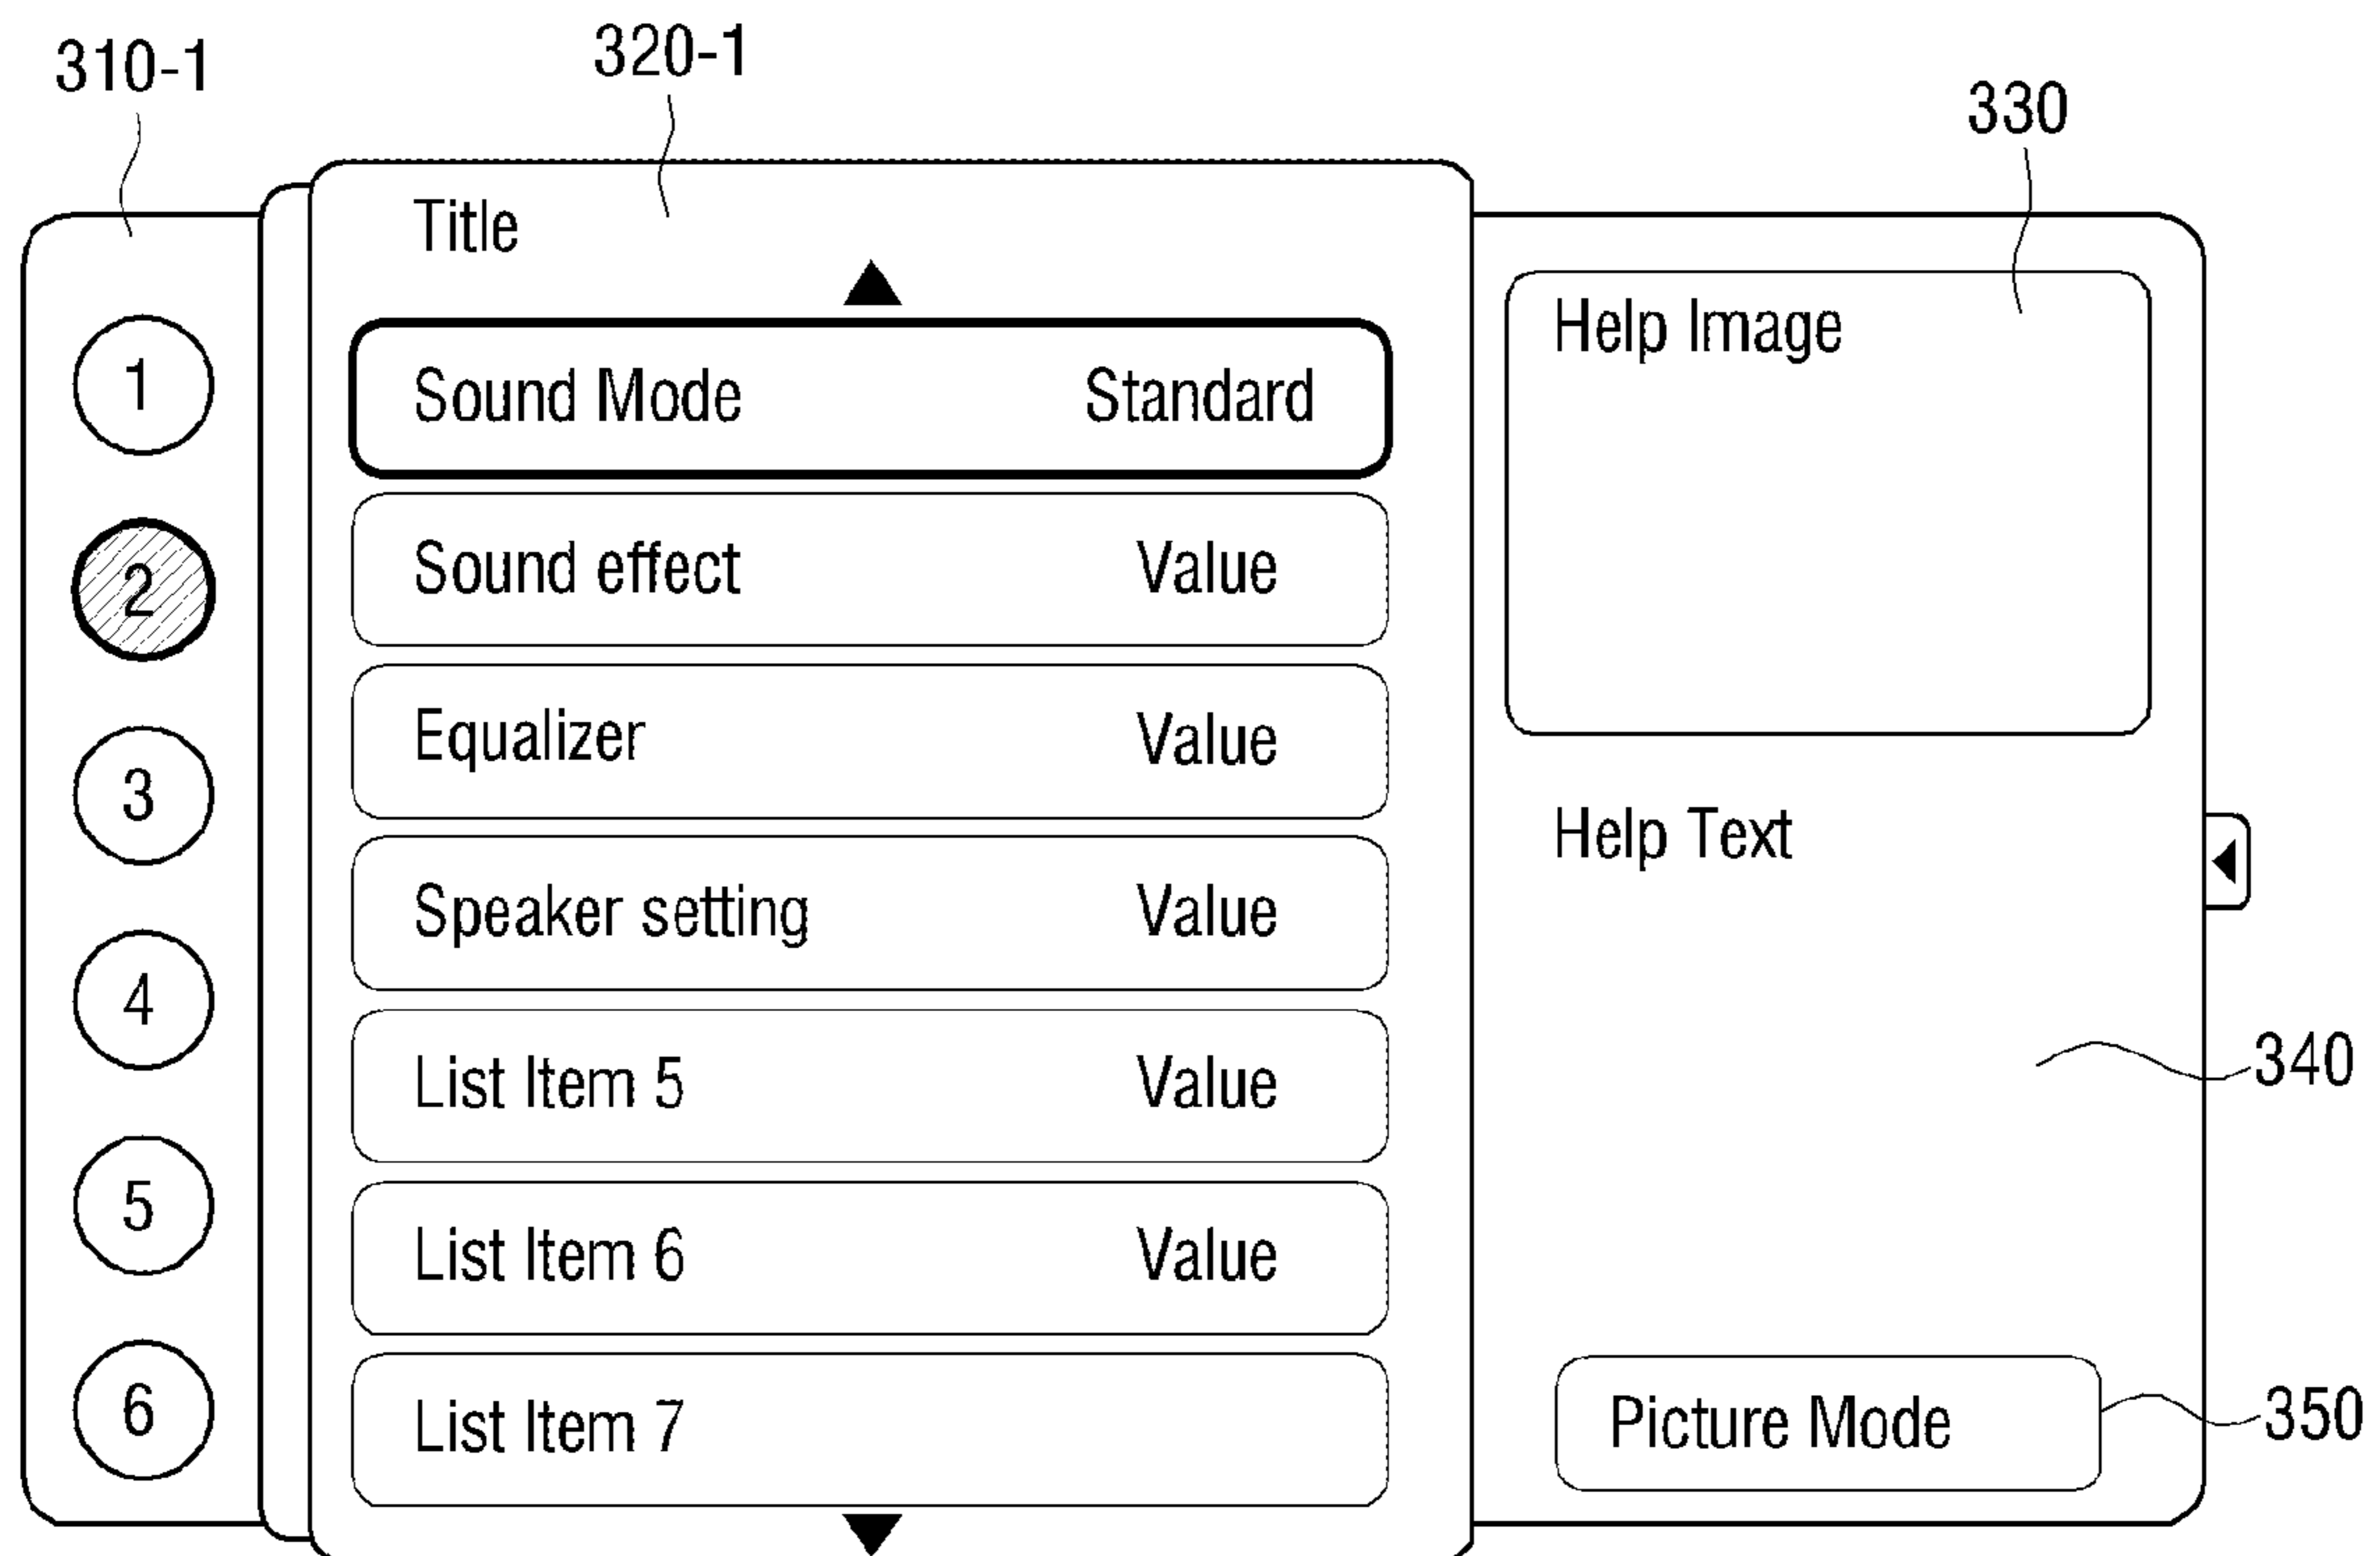 310-1
320-1
330
Title
1
2
3
4
5
6
Sound Mode Standard
Sound effect Value
Equalizer Value
Speaker setting Value
List Item 5 Value
List Item 6 Value
List Item 7
Help Image
Help Text
340
Picture Mode
350